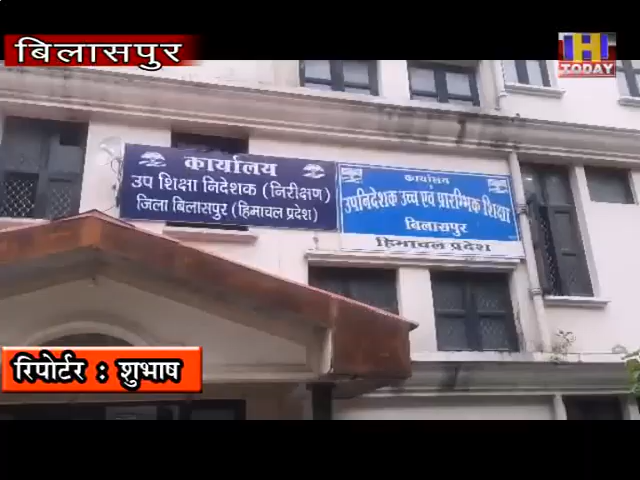 बिलासपुर
H
TODAY
कार्यालय
उप शिक्षा निदेशक (निरीक्षण)
जिला बिलासपुर (हिमाचल प्रदेश)
कार्यालय
उपनिदेशक उच्च एवं प्रारम्भिक शिक्षा
बिलासपुर
हिमाचल प्रदेश
रिपोर्टर : शुभाष